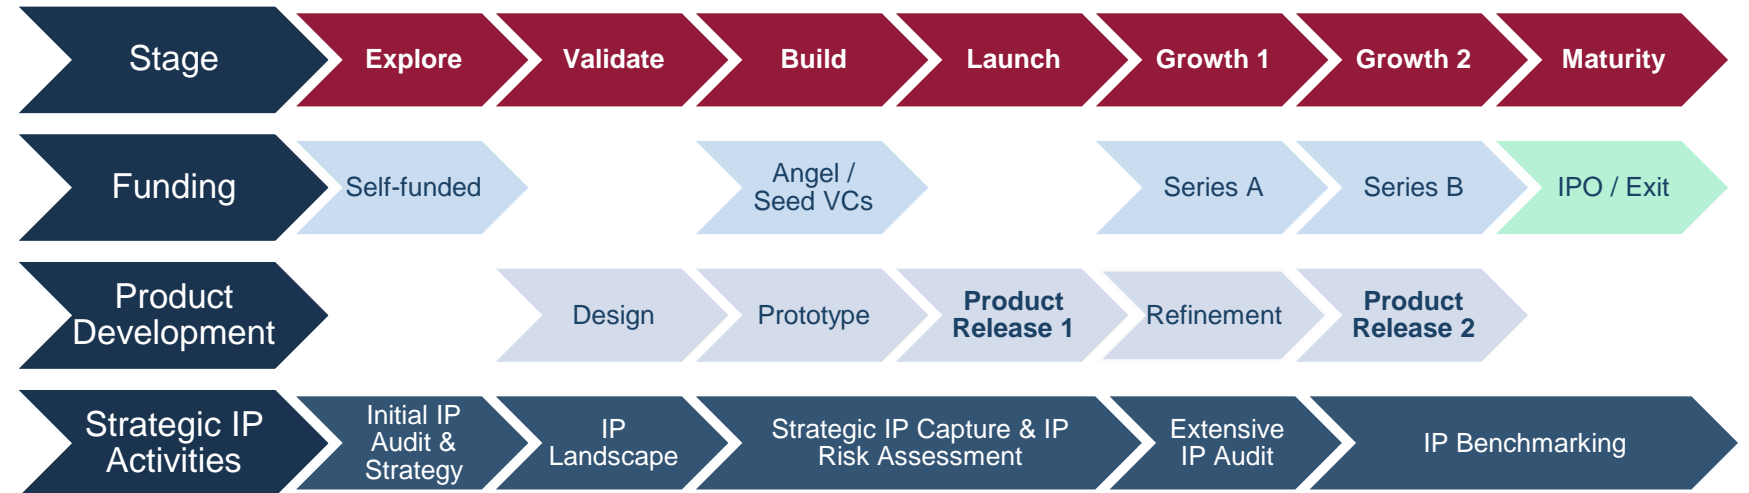 Stage
Explore
Validate
Build
Launch
Growth 1
Growth 2
Maturity
Funding
Self-funded
Angel /
Seed VCs
Series A
Series B
IPO / Exit
Product
Development
Design
Prototype
Product
Release 1
Refinement
Product
Release 2
Strategic IP
Activities
Initial IP
Audit &
Strategy
IP
Landscape
Strategic IP Capture & IP
Risk Assessment
Extensive
IP Audit
IP Benchmarking